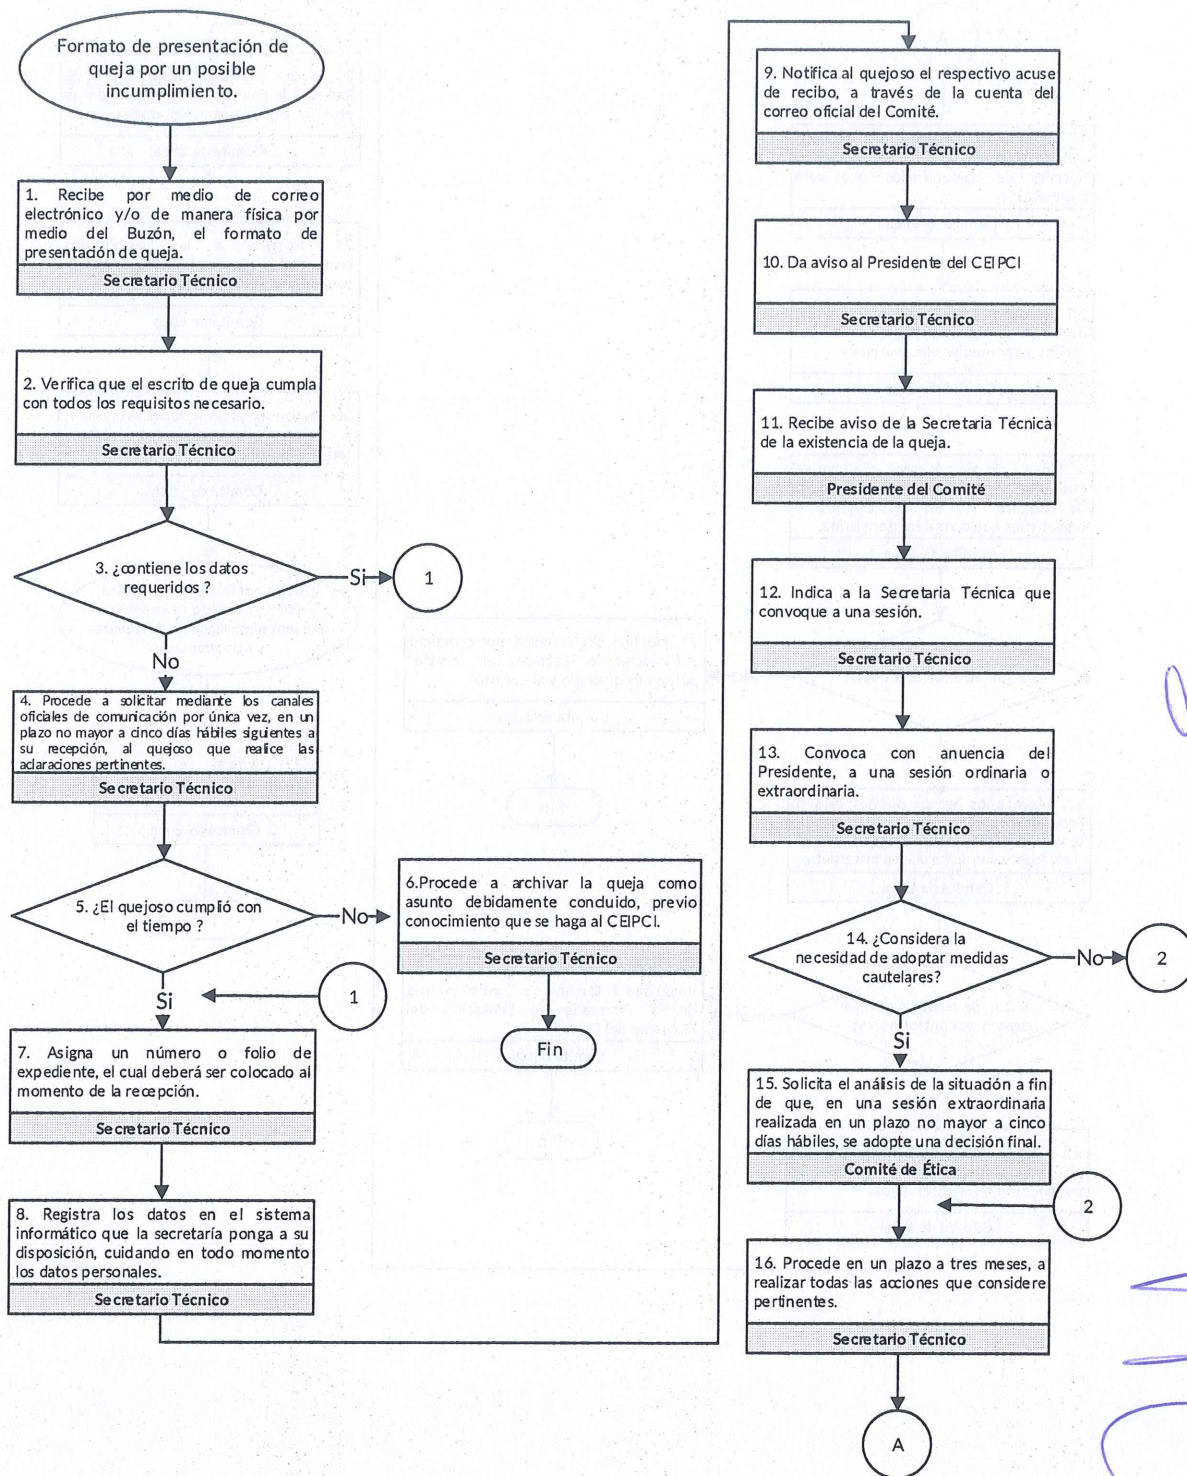 Formato de presentación de
queja por un posible
incumplimiento.
1. Recibe por medio de correo
electrónico y/o de manera física por
medio del Buzón, el formato de
presentación de queja.
Secretario Técnico
2. Verifica que el escrito de queja cumpla
con todos los requisitos necesario.
Secretario Técnico
3. ¿contiene los datos
requeridos ?
Si
1
No
4. Procede a solicitar mediante los canales
oficiales de comunicación por única vez, en un
plazo no mayor a cinco días hábiles siguientes a
su recepción, al quejoso que realice las
aclaraciones pertinentes.
Secretario Técnico
5. ¿El quejoso cumplió con
el tiempo ?
No
6.Procede a archivar la queja como
asunto debidamente concluido, previo
conocimiento que se haga al CEIPCI.
Secretario Técnico
Fin
Si
1
7. Asigna un número o folio de
expediente, el cual deberá ser colocado al
momento de la recepción.
Secretario Técnico
8. Registra los datos en el sistema
informático que la secretaría ponga a su
disposición, cuidando en todo momento
los datos personales.
Secretario Técnico
9. Notifica al quejoso el respectivo acuse
de recibo, a través de la cuenta del
correo oficial del Comité.
Secretario Técnico
10. Da aviso al Presidente del CEIPCI
Secretario Técnico
11. Recibe aviso de la Secretaria Técnica
de la existencia de la queja.
Presidente del Comité
12. Indica a la Secretaria Técnica que
convoque a una sesión.
Secretario Técnico
13. Convoca con anuencia del
Presidente, a una sesión ordinaria o
extraordinaria.
Secretario Técnico
14. ¿Considera la
necesidad de adoptar medidas
cautelares?
No
2
Si
15. Solicita el análisis de la situación a fin
de que, en una sesión extraordinaria
realizada en un plazo no mayor a cinco
días hábiles, se adopte una decisión final.
Comité de Ética
2
16. Procede en un plazo a tres meses, a
realizar todas las acciones que considere
pertinentes.
Secretario Técnico
A